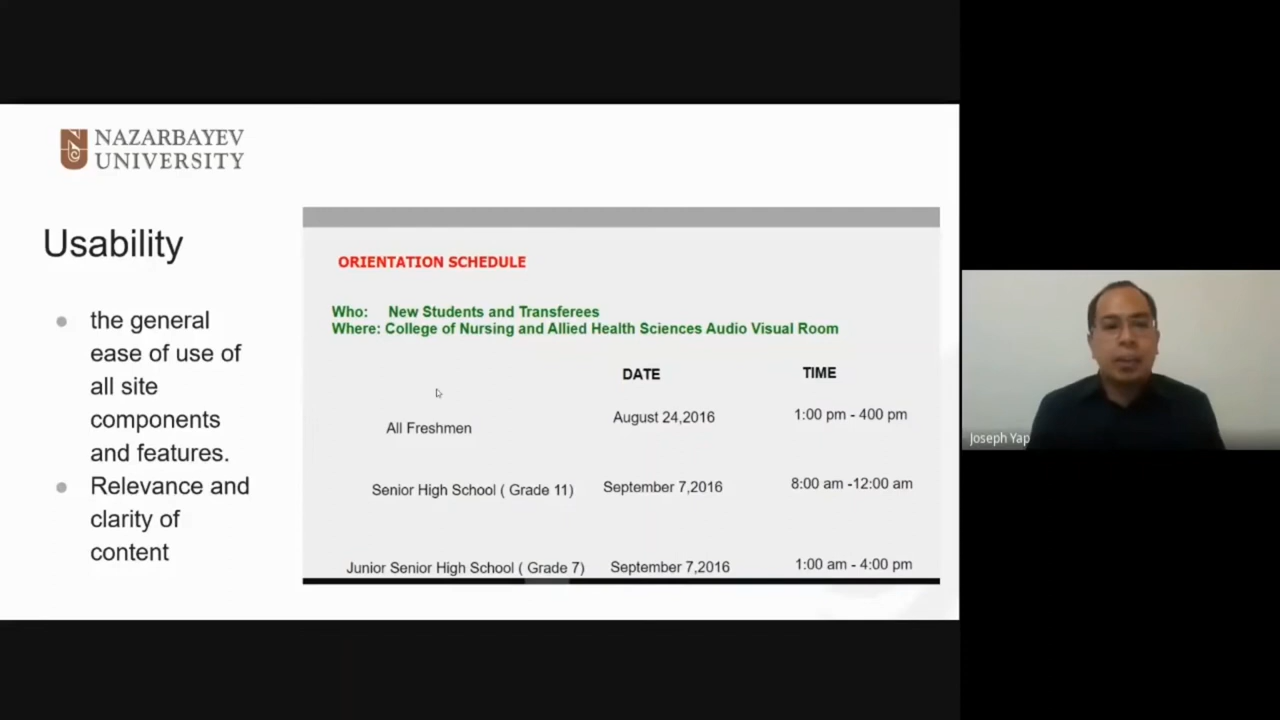 NAZARBAYEV
UNIVERSITY
Usability
the general
ease of use of
all site
components
and features.
Relevance and
clarity of
content
ORIENTATION SCHEDULE
Who: New Students and Transferees
Where: College of Nursing and Allied Health Sciences Audio Visual Room
DATE TIME
All Freshmen August 24,2016 1:00 pm - 400 pm
Senior High School ( Grade 11) September 7,2016 8:00 am -12:00 am
Junior Senior High School ( Grade 7) September 7,2016 1:00 am - 4:00 pm
Joseph Yap